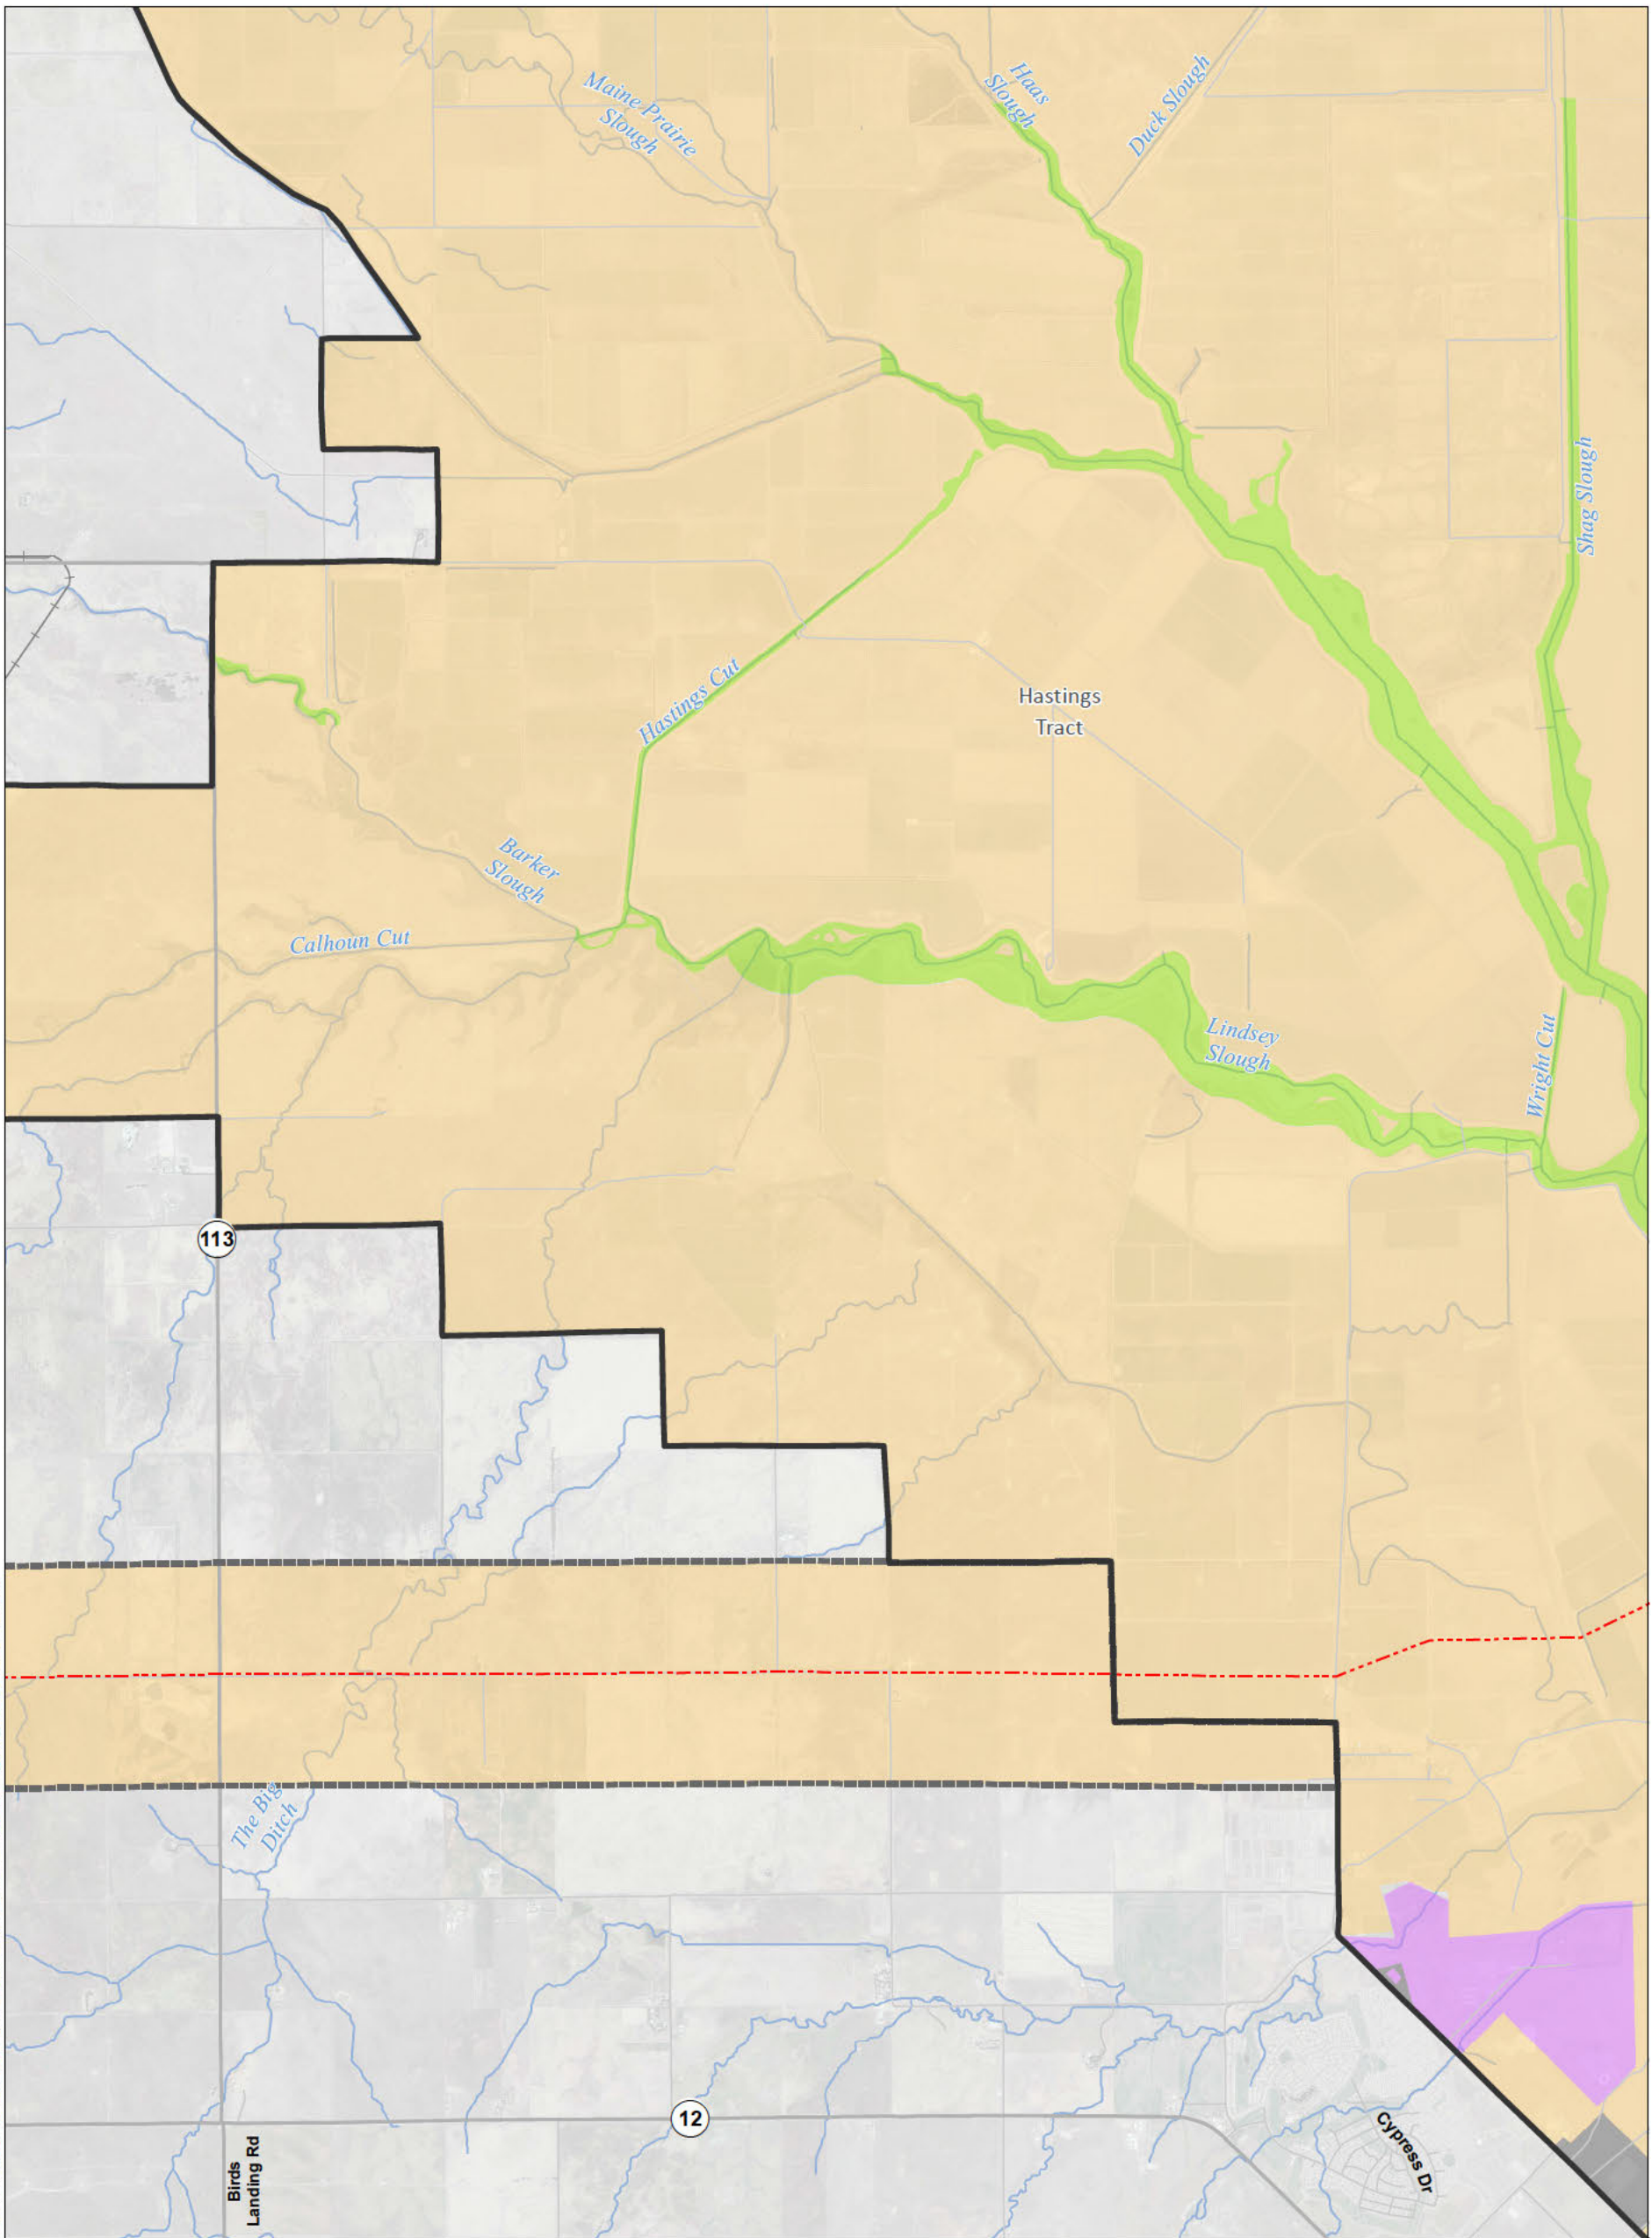 Haas
Slough
Duck Slough
Maine Prairie
Slough
Shag Slough
Hastings Cut
Hastings
Tract
Barker
Slough
Calhoun Cut
Lindsey
Slough
Wright Cut
113
The Big
Ditch
12
Cypress Dr
Birds
Landing Rd